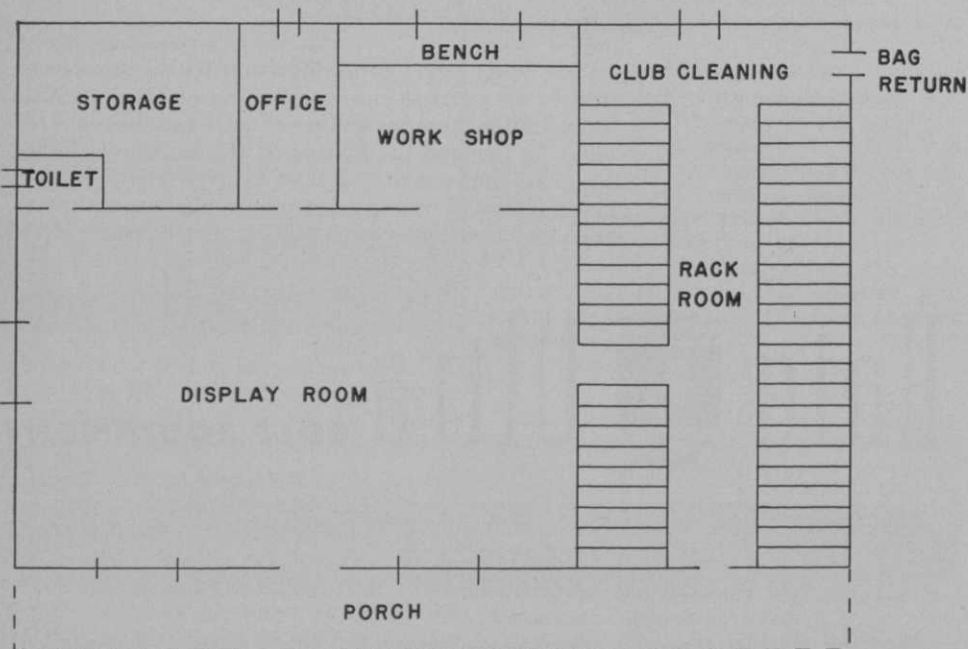 BENCH
CLUB CLEANING
BAG
RETURN
STORAGE
OFFICE
WORK SHOP
TOILET
RACK
ROOM
DISPLAY ROOM
PORCH